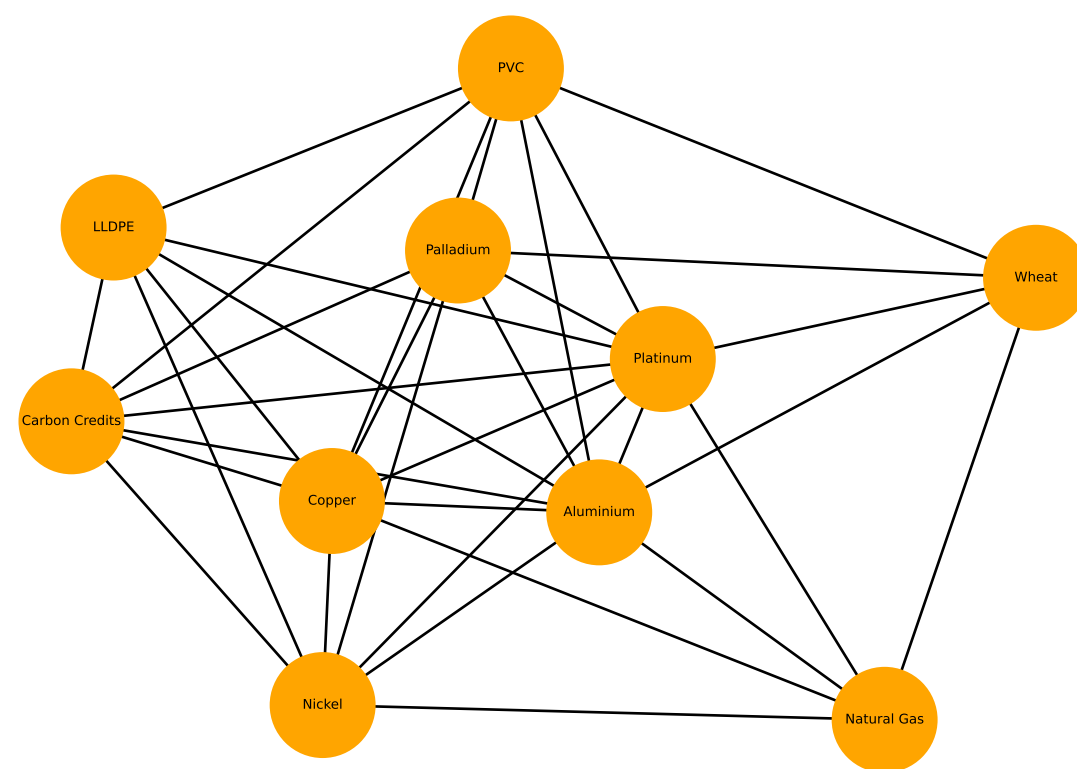 PVC
LLDPE
Palladium
Wheat
Platinum
Carbon Credits
Copper
Aluminium
Nickel
Natural Gas